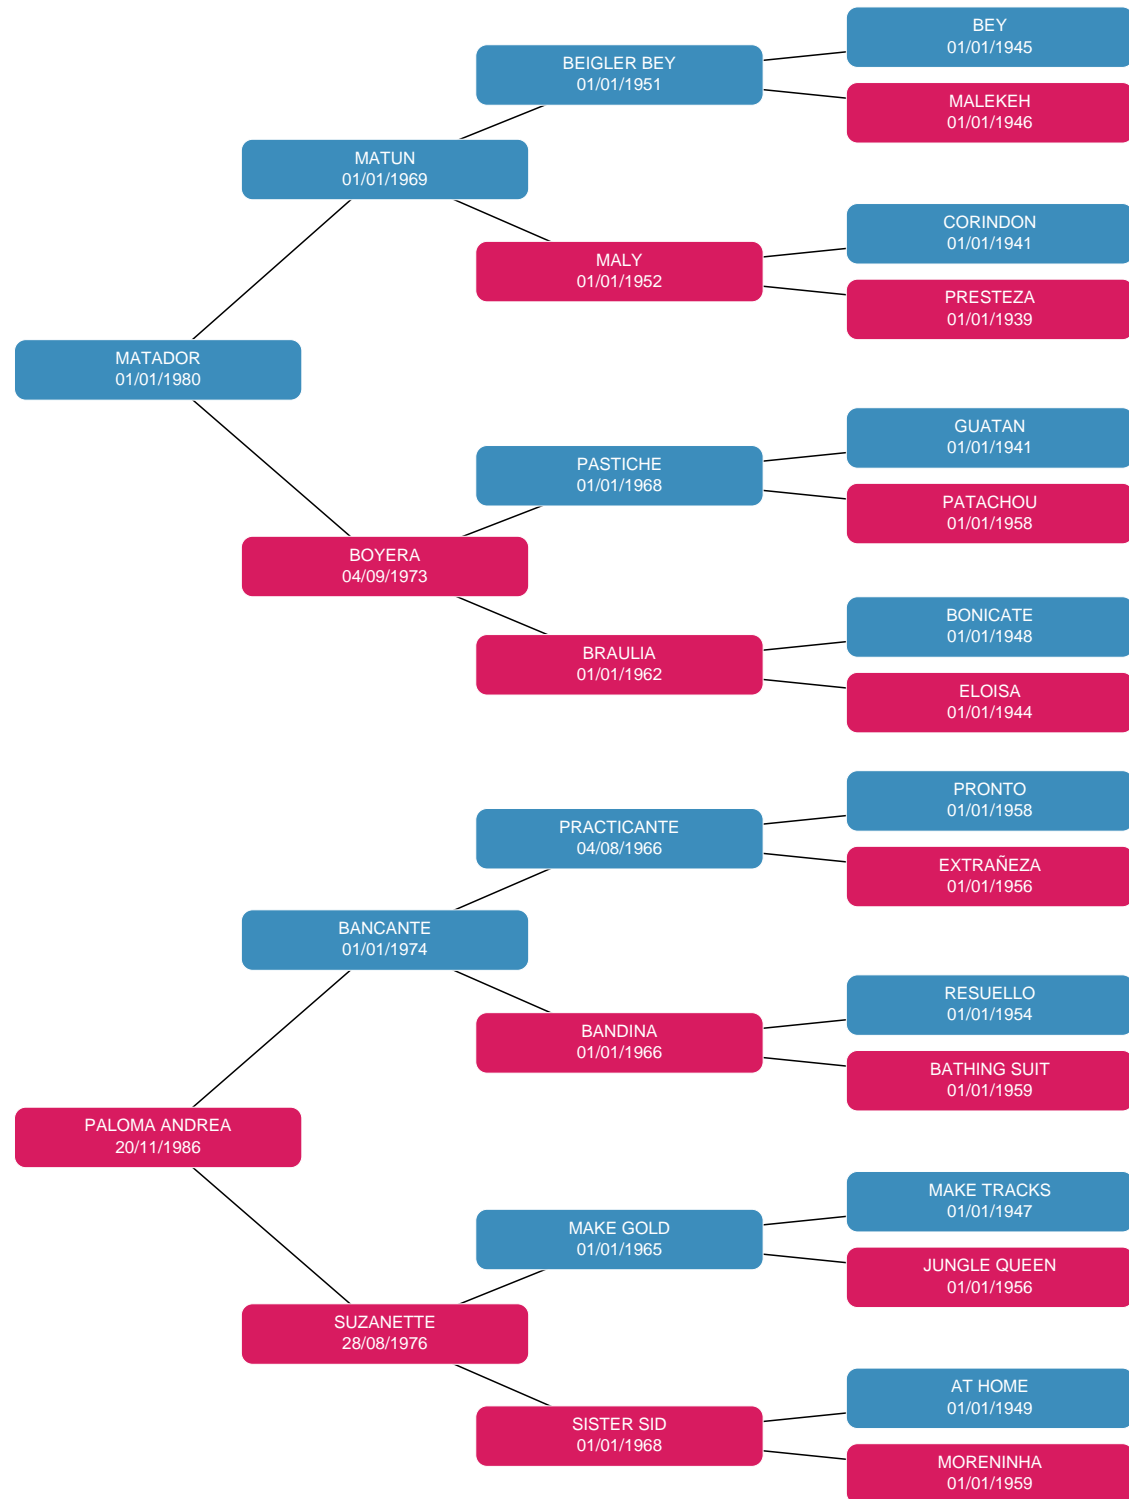 BEY
01/01/1945
BEIGLER BEY
01/01/1951
MALEKEH
01/01/1946
MATUN
01/01/1969
CORINDON
01/01/1941
MALY
01/01/1952
PRESTEZA
01/01/1939
MATADOR
01/01/1980
GUATAN
01/01/1941
PASTICHE
01/01/1968
PATACHOU
01/01/1958
BOYERA
04/09/1973
BONICATE
01/01/1948
BRAULIA
01/01/1962
ELOISA
01/01/1944
PRONTO
01/01/1958
PRACTICANTE
04/08/1966
EXTRAÑEZA
01/01/1956
BANCANTE
01/01/1974
RESUELLO
01/01/1954
BANDINA
01/01/1966
BATHING SUIT
01/01/1959
PALOMA ANDREA
20/11/1986
MAKE TRACKS
01/01/1947
MAKE GOLD
01/01/1965
JUNGLE QUEEN
01/01/1956
SUZANETTE
28/08/1976
AT HOME
01/01/1949
SISTER SID
01/01/1968
MORENINHA
01/01/1959